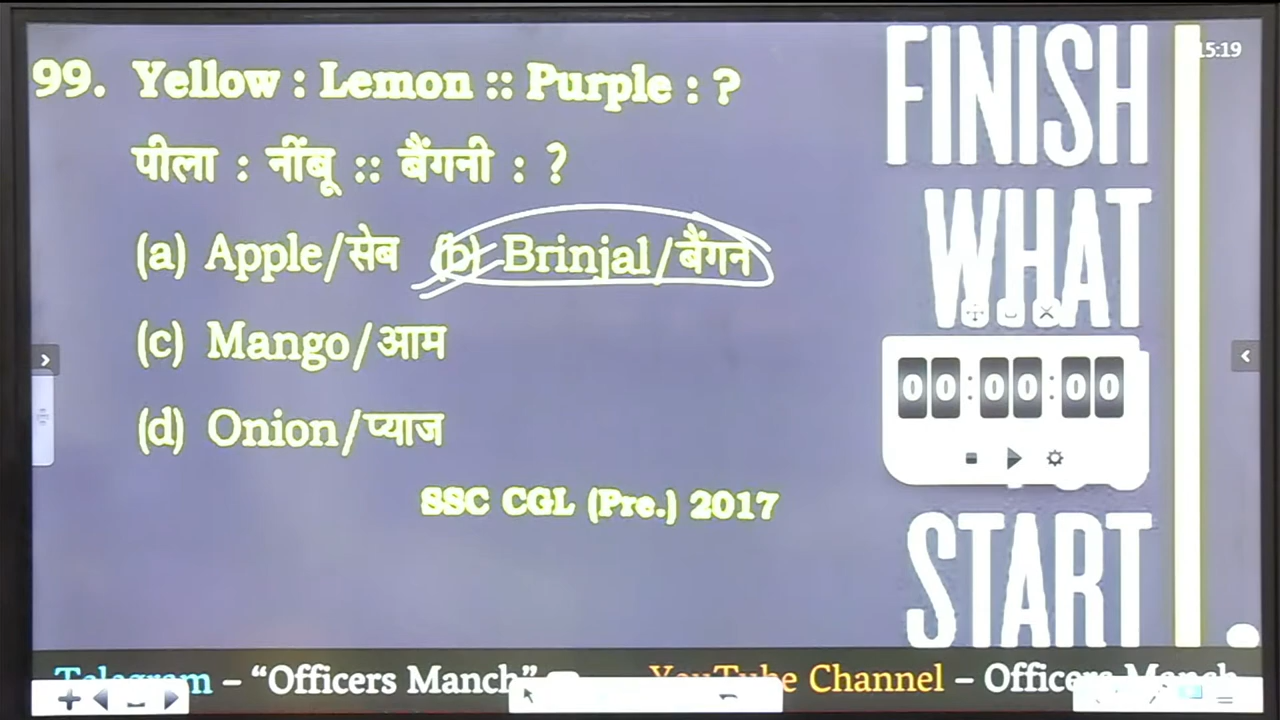 99. Yellow : Lemon :: Purple : ?
पीला : नींबू :: बैंगनी : ?
(a) Apple/सेब (b) Brinjal/बैंगन
(c) Mango/आम
(d) Onion/प्याज
SSC CGL (Pre.) 2017
FINISH
WHAT
START
15:19
00:00:00
Telegram – “Officers Manch”
YouTube Channel – Officers Manch